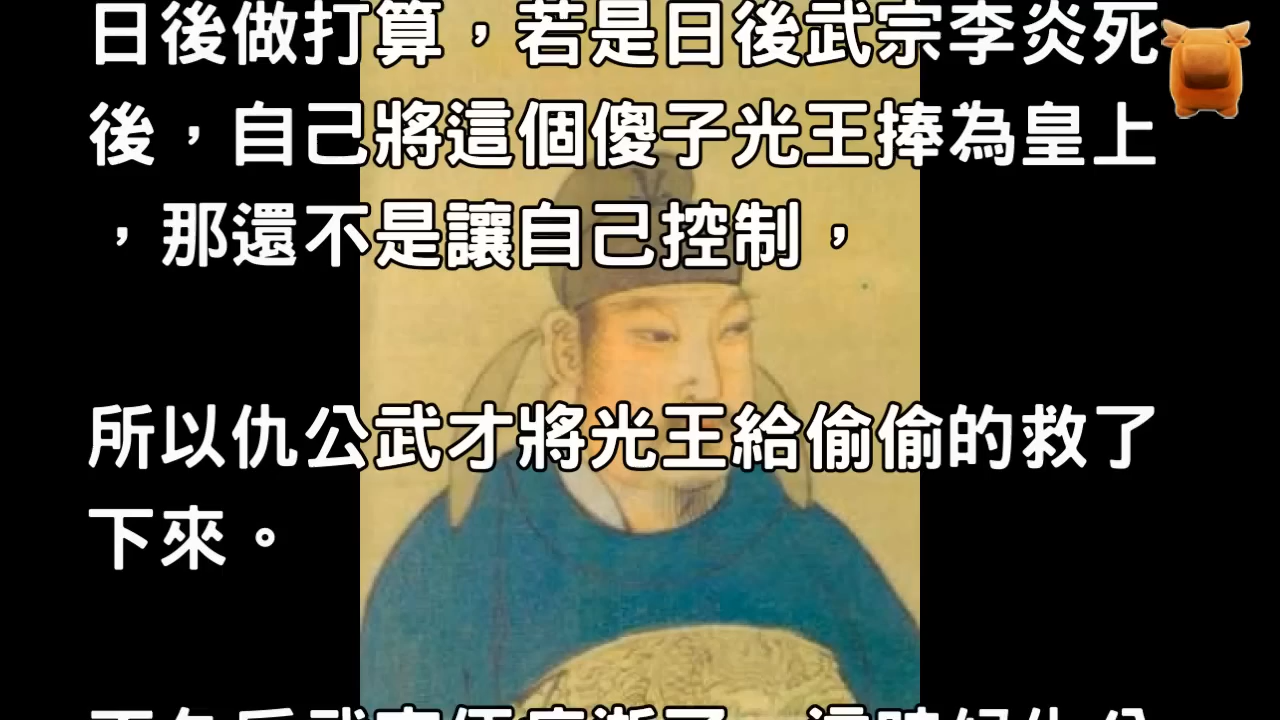 日後做打算，若是日後武宗李炎死
後，自己將這個傻子光王捧為皇上
，那還不是讓自己控制，
所以仇公武才將光王給偷偷的救了
下來。